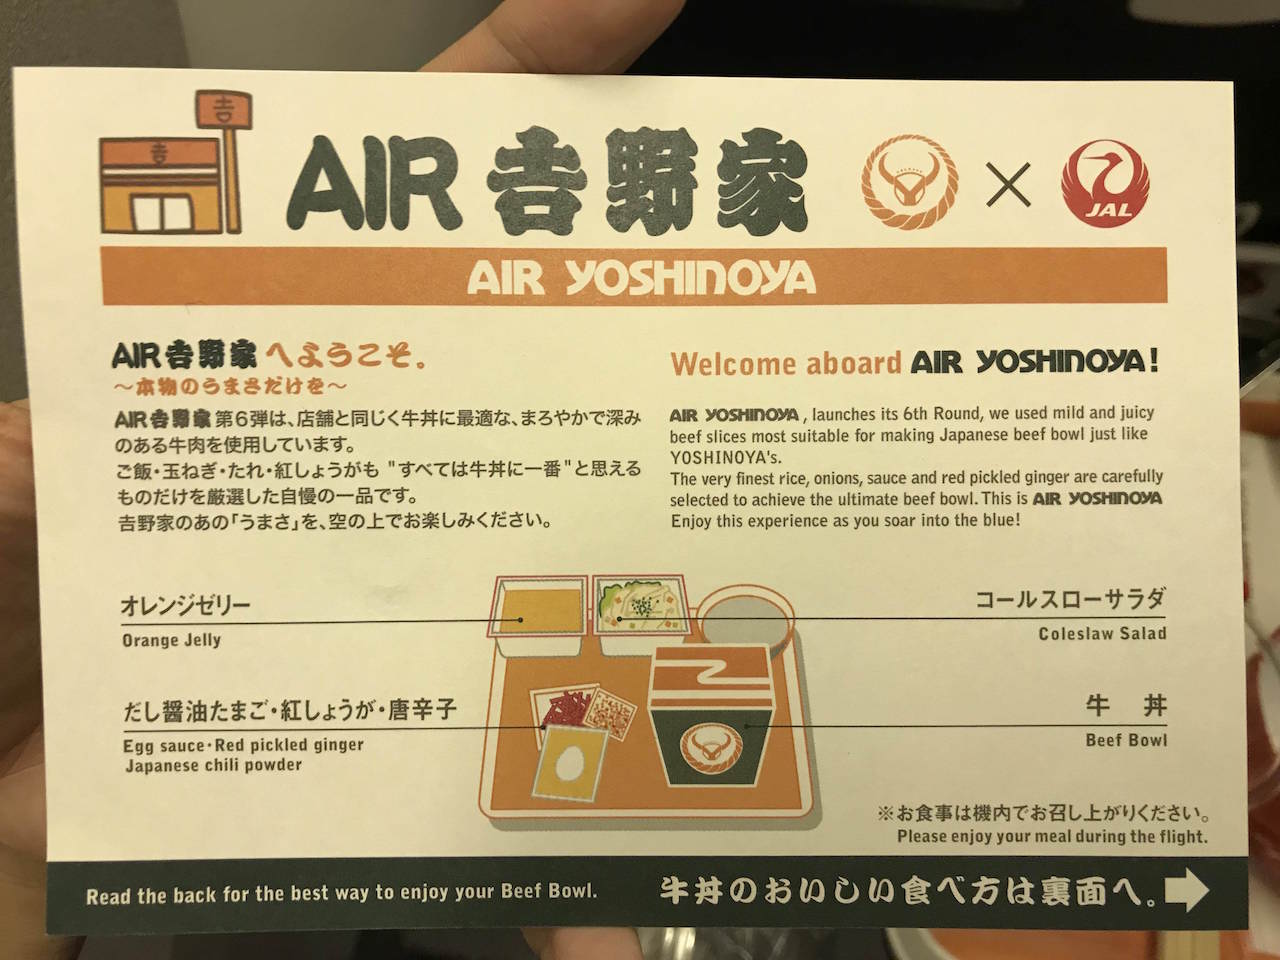 吉
吉
AIR 𠮷野家
JAL
AIR YOSHINOYA
AIR𠮷野家へようこそ。
〜本物のうまさだけを〜
AIR𠮷野家第6弾は、店舗と同じく牛丼に最適な、まろやかで深み
のある牛肉を使用しています。
ご飯・玉ねぎ・たれ・紅しょうがも "すべては牛丼に一番"と思える
ものだけを厳選した自慢の一品です。
𠮷野家のあの「うまさ」を、空の上でお楽しみください。
Welcome aboard AIR YOSHINOYA!
AIR YOSHINOYA , launches its 6th Round, we used mild and juicy
beef slices most suitable for making Japanese beef bowl just like
YOSHINOYA's.
The very finest rice, onions, sauce and red pickled ginger are carefully
selected to achieve the ultimate beef bowl. This is AIR YOSHINOYA
Enjoy this experience as you soar into the blue!
オレンジゼリー
Orange Jelly
コールスローサラダ
Coleslaw Salad
だし醤油たまご・紅しょうが・唐辛子
Egg sauce・Red pickled ginger
Japanese chili powder
牛 丼
Beef Bowl
※お食事は機内でお召し上がりください。
Please enjoy your meal during the flight.
Read the back for the best way to enjoy your Beef Bowl.
牛丼のおいしい食べ方は裏面へ。